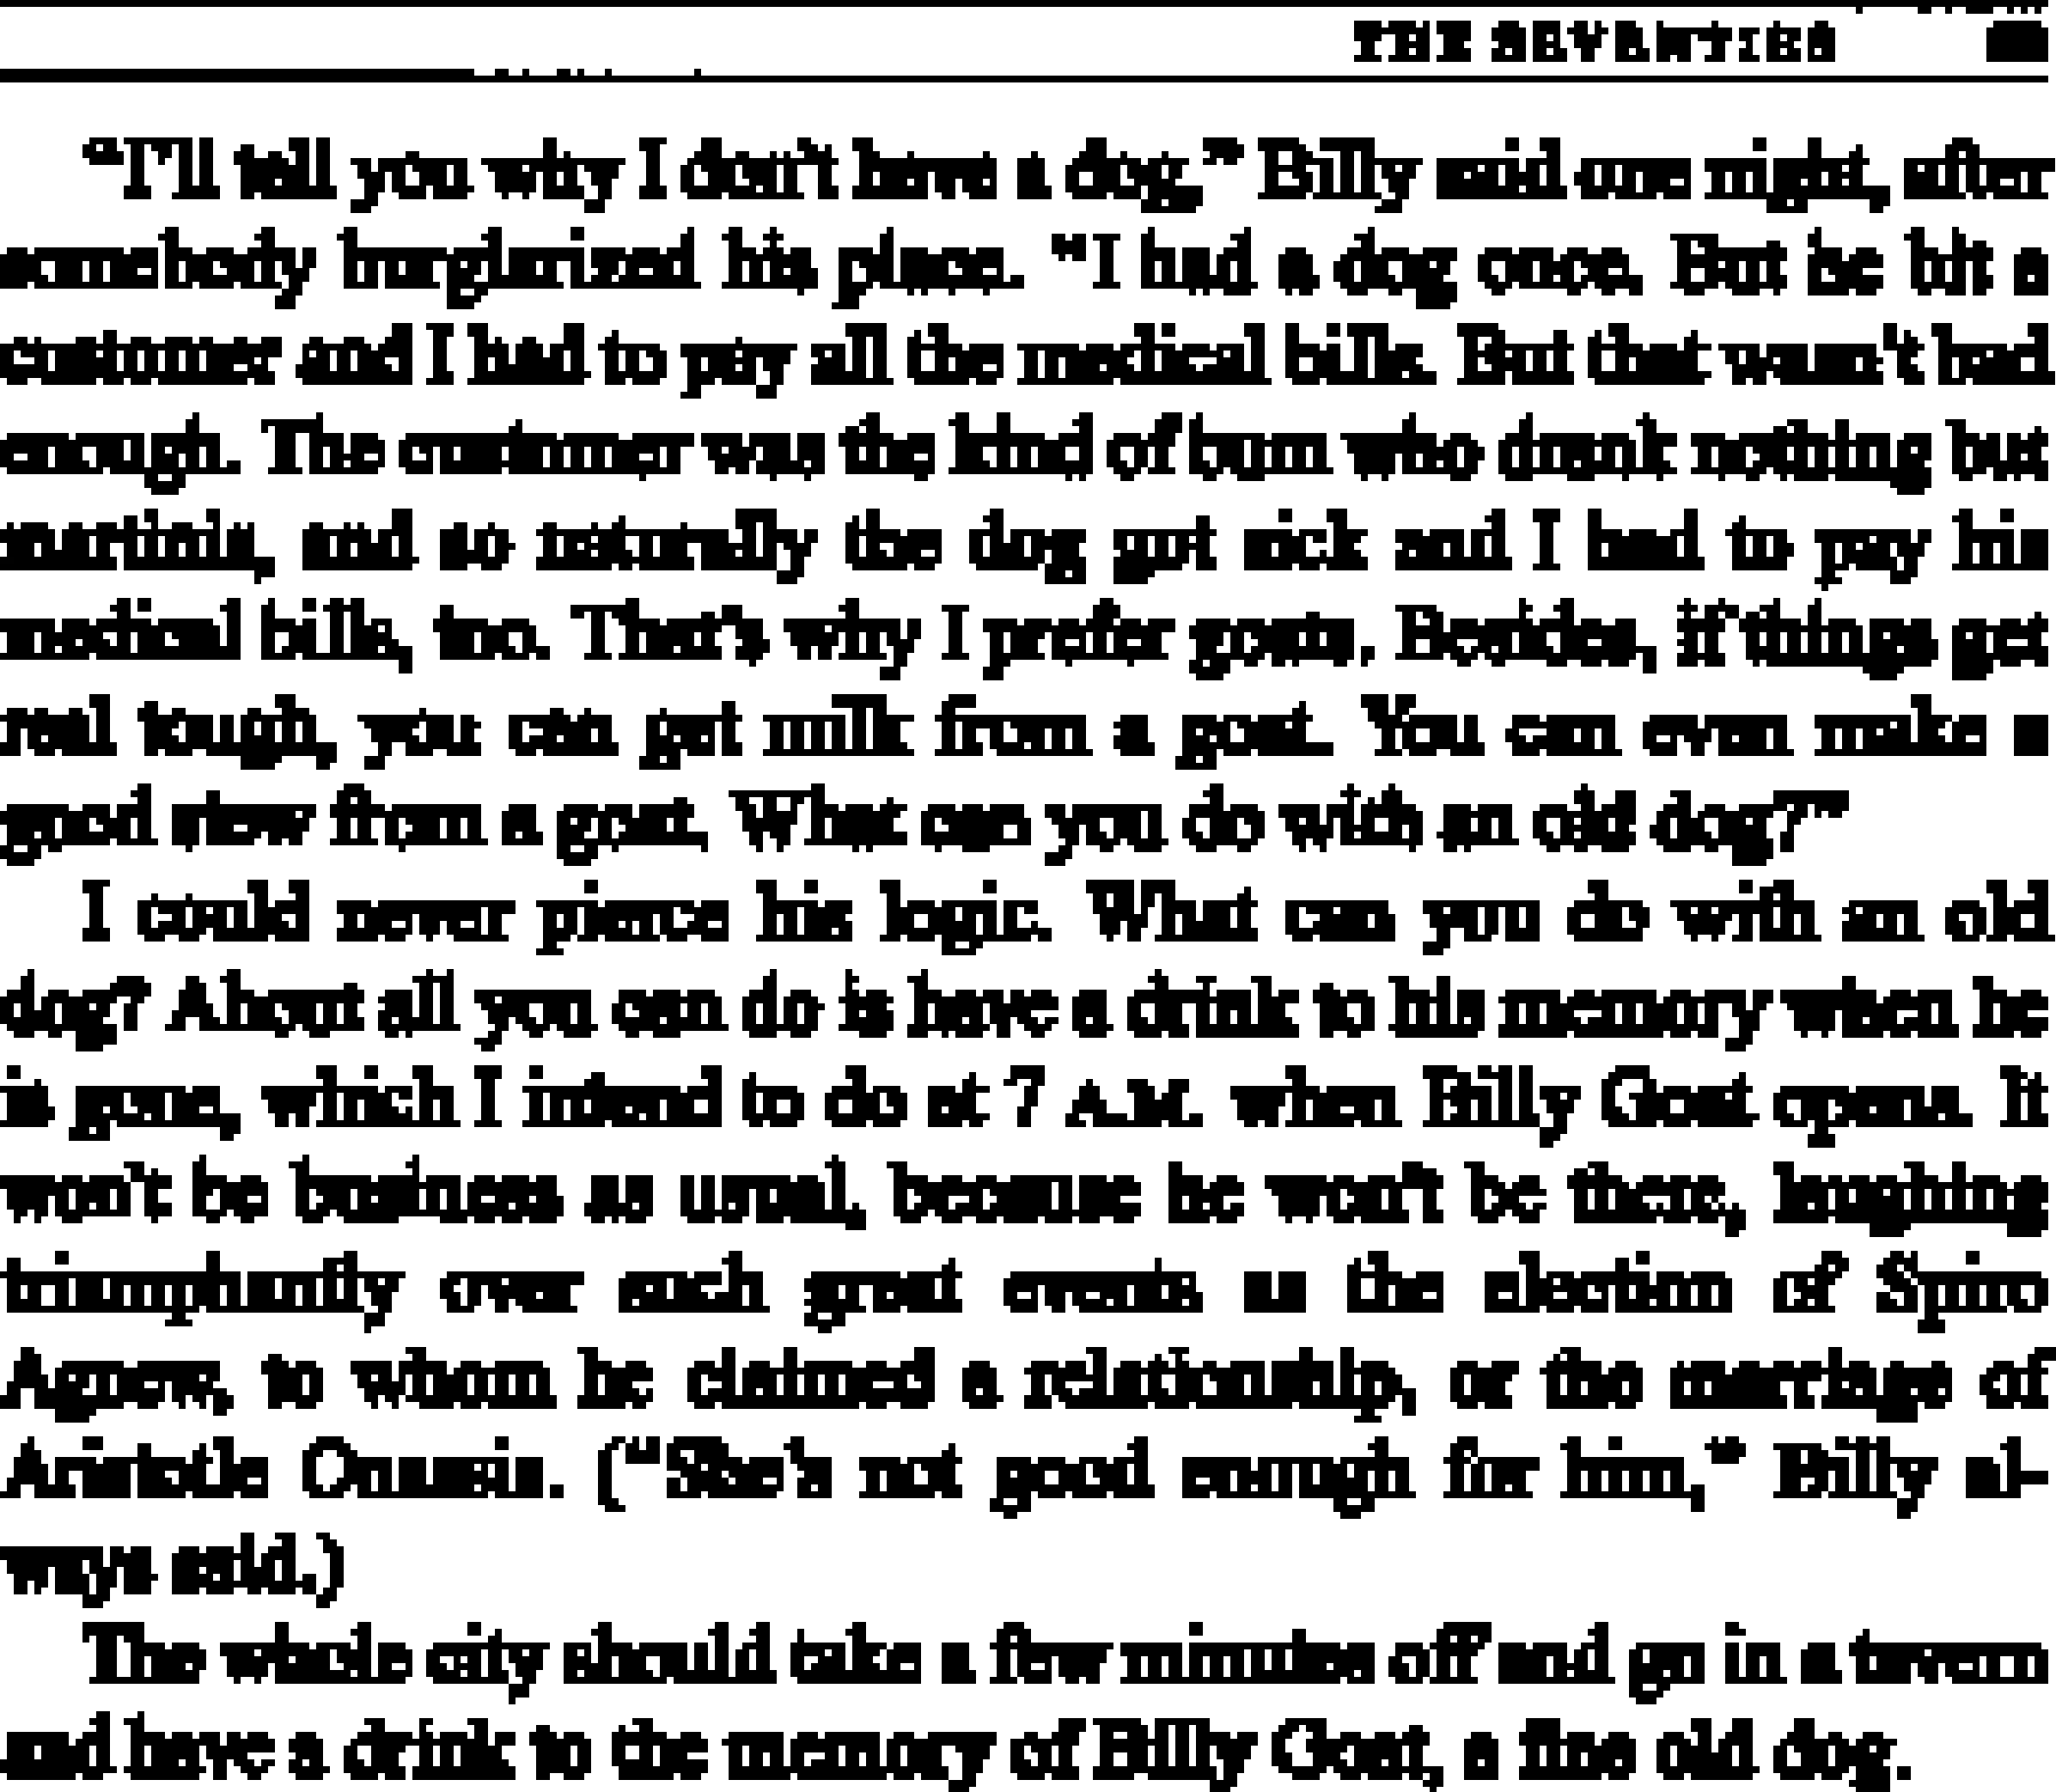 "I'll tell you why I don't have a dog," Billy said one night, after
somebody burglarized his place. "I had a dog once. But he bit a
customer and I had to pay all the medical bills. But that wasn't bad
enough. The customer was the kind of bum who drank nothing but
martinis, and so naturally the dog got sick and I had to pay his
medical bills, too. That's why I prefer goats. Besides, if things get
real tough, you can get milk from a goat. You can even make a
good stew from a goat. What can you do with an old dog?"
I could never pierce his logic. What can you do with an old
dog? Ahem, all you can do is have a drink to his memory when he
is gone, which I intend to do at 7 A.M. when Billy Goat opens. It
won't be business as usual, because he won't be there, laughing
triumphantly over such great events as the election of Spiro
Agnew, to whom he claimed a relationship, or the marriage of
Aristotle Onassis. ("She's not good enough for him," Billy al-
ways said.)
The whole city should take a few minutes off and go in a tavern
and have a drink to the memory of Billy Goat, a fine old dog.